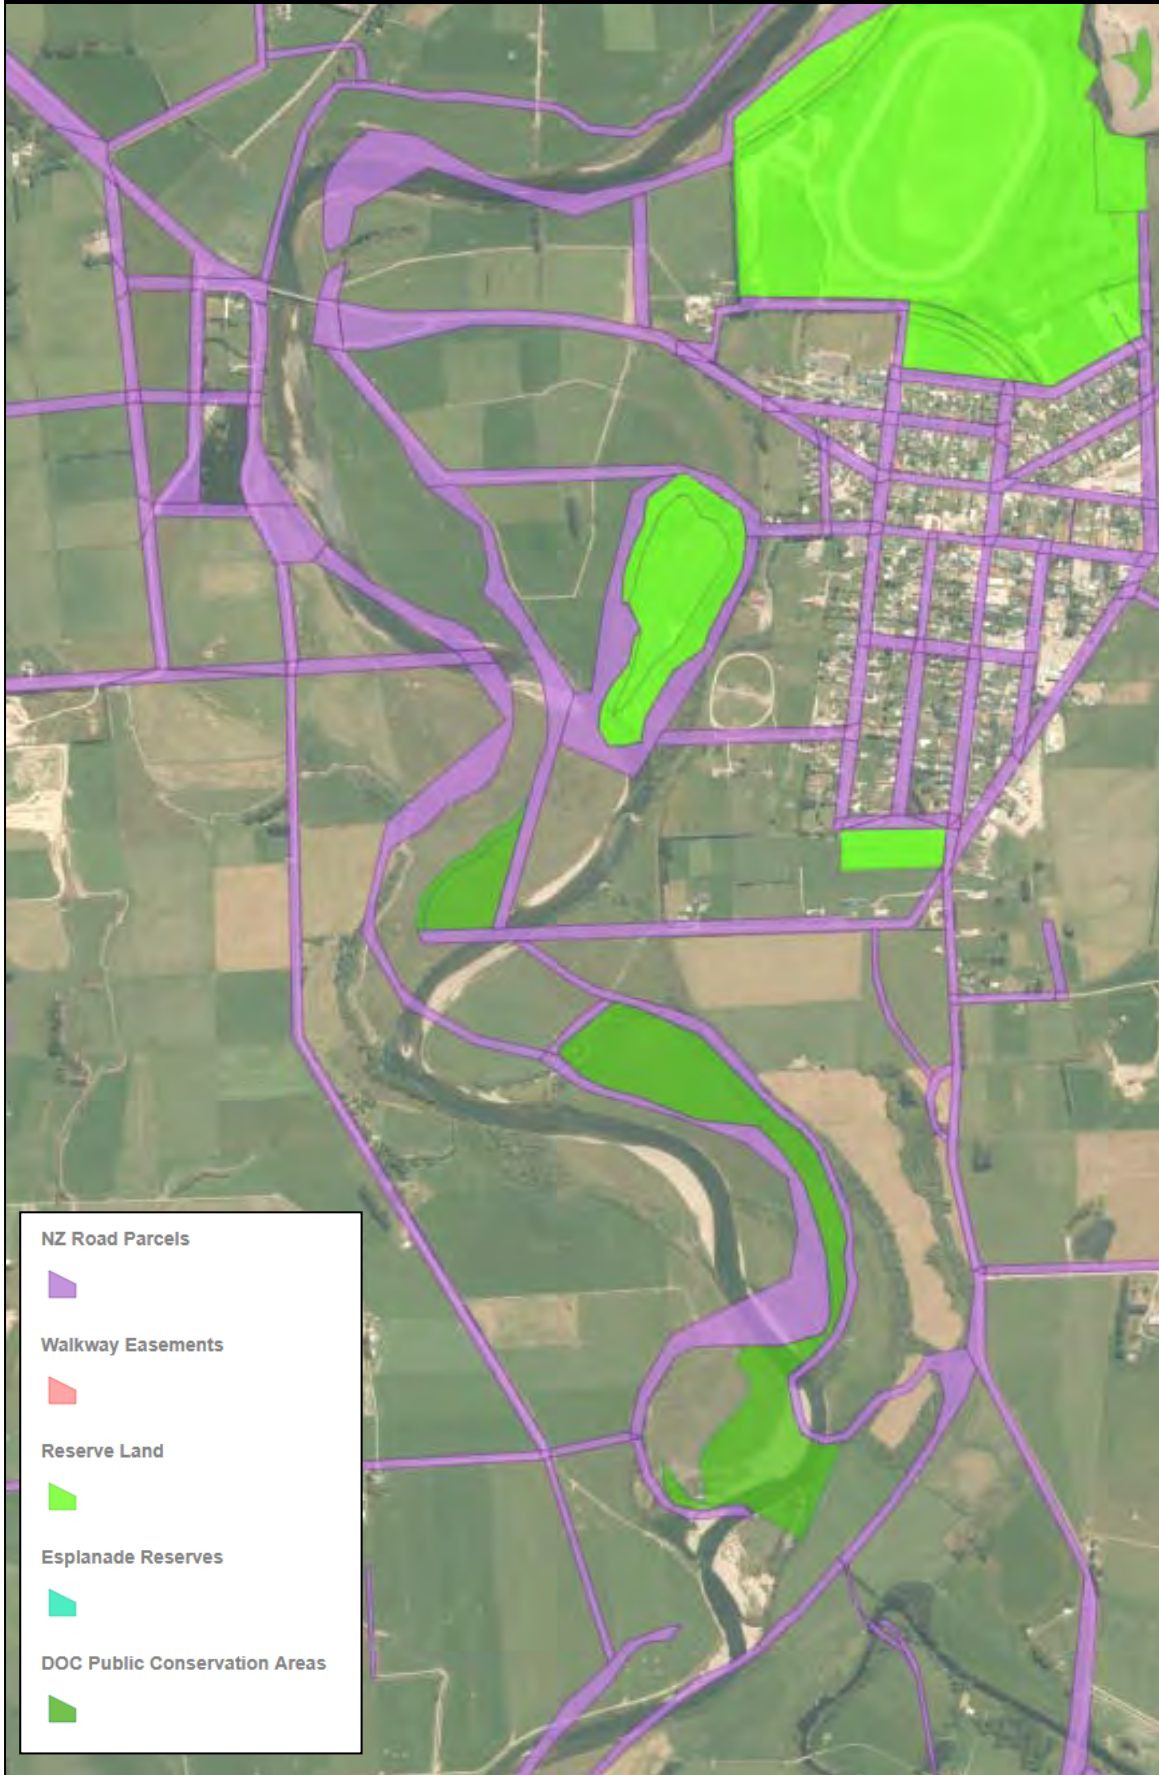 NZ Road Parcels
Walkway Easements
Reserve Land
Esplanade Reserves
DOC Public Conservation Areas